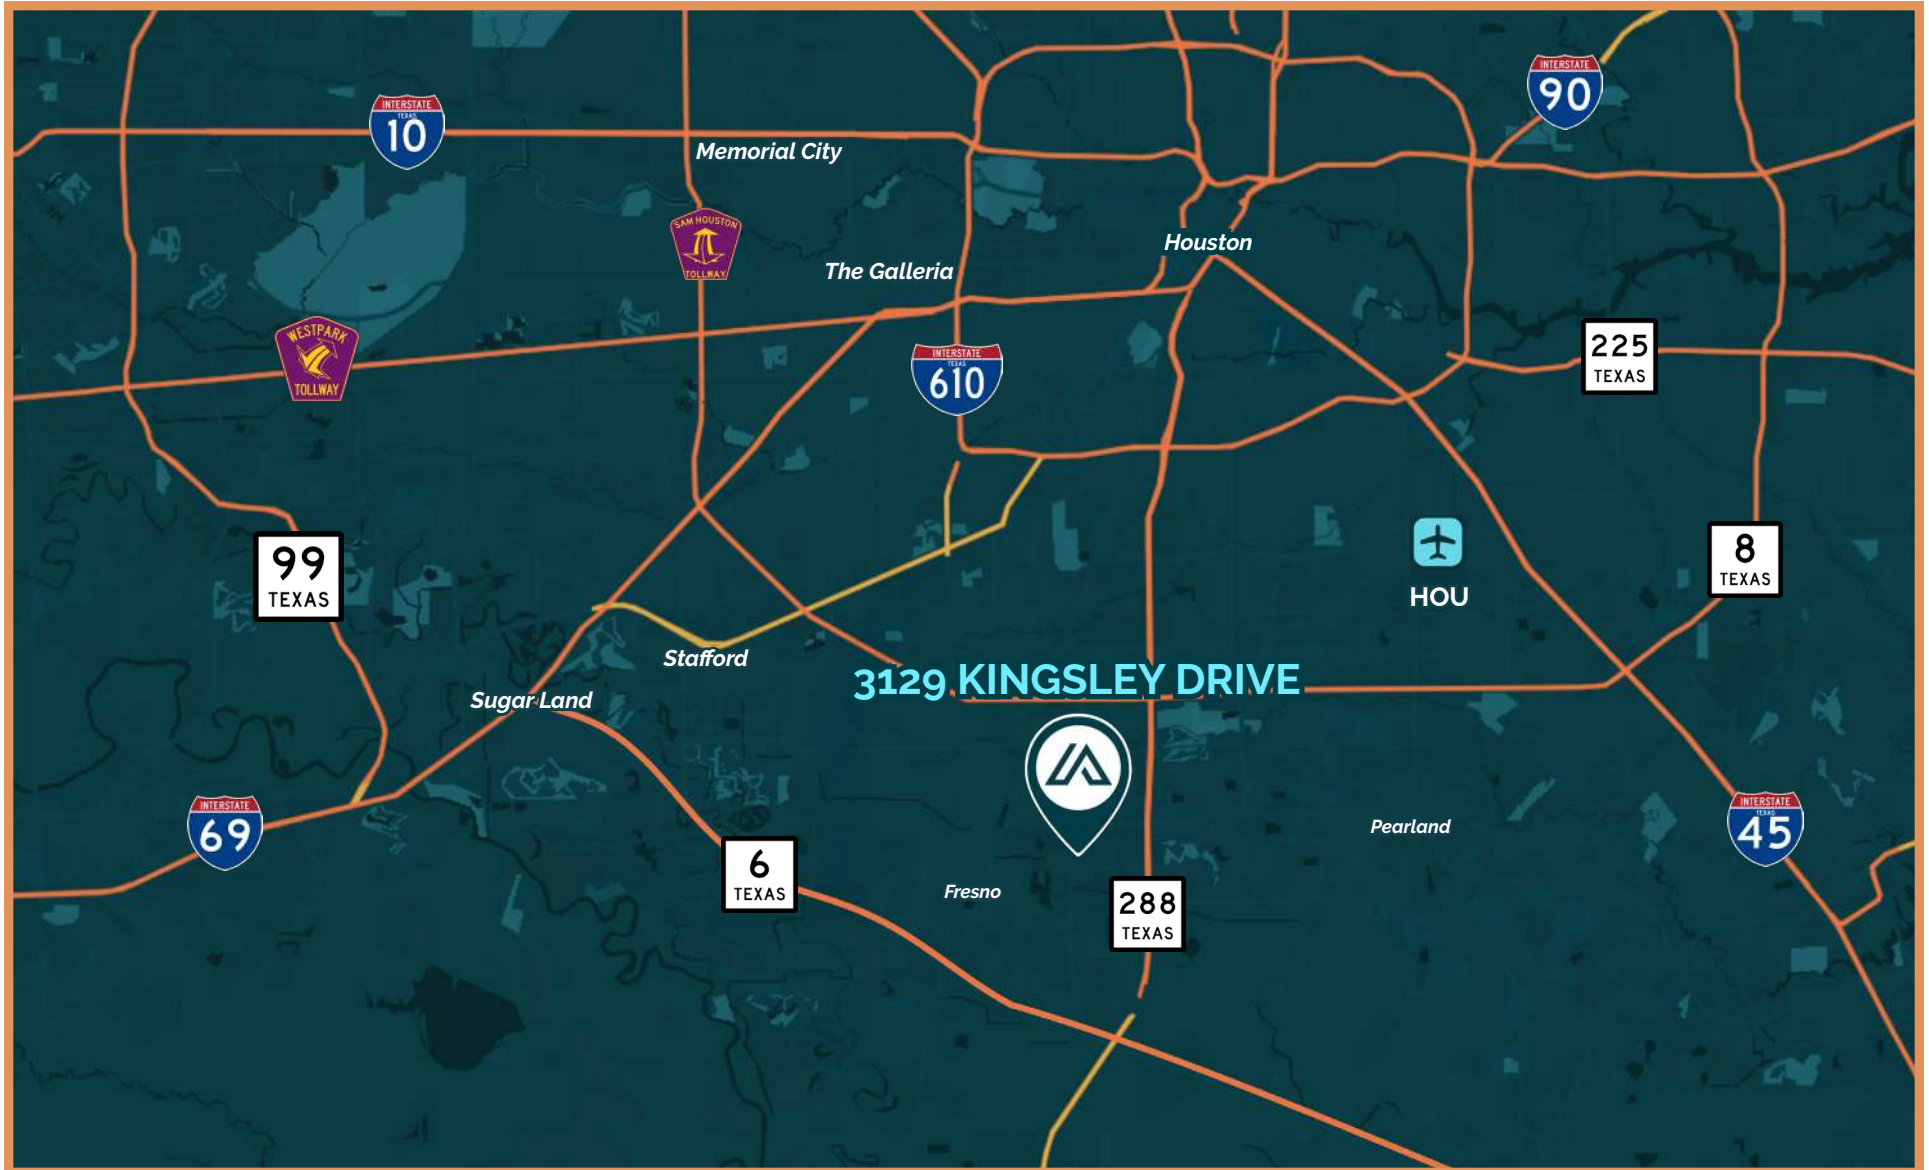 INTERSTATE
90
INTERSTATE
TEXAS
10
Memorial City
SAM HOUSTON
TOLLWAY
Houston
The Galleria
WESTPARK
TOLLWAY
225
TEXAS
INTERSTATE
TEXAS
610
99
TEXAS
8
TEXAS
HOU
Stafford
3129 KINGSLEY DRIVE
Sugar Land
INTERSTATE
69
INTERSTATE
TEXAS
45
Pearland
6
TEXAS
Fresno
288
TEXAS